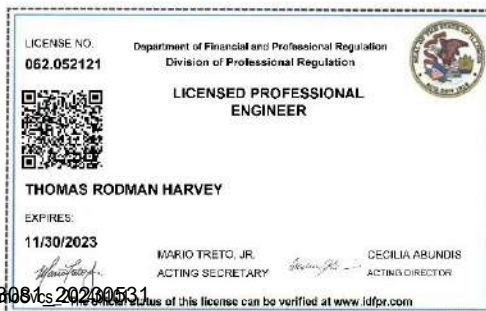 LICENSE NO.
062.052121
Department of Financial and Professional Regulation
Division of Professional Regulation
LICENSED PROFESSIONAL
ENGINEER
THOMAS RODMAN HARVEY
EXPIRES:
11/30/2023
MARIO TRETO, JR.
ACTING SECRETARY
CECILIA ABUNDIS
ACTING DIRECTOR
status of this license can be verified at www.idfpr.com